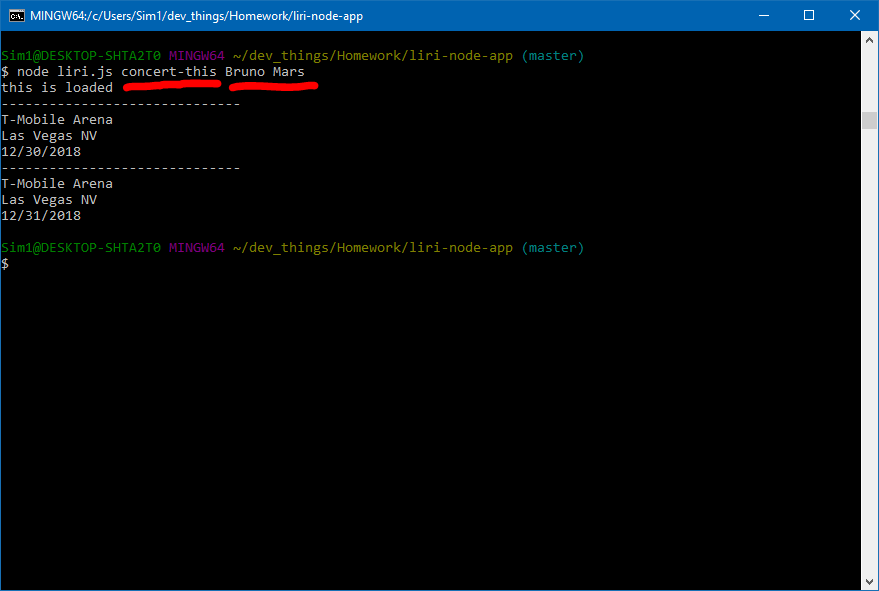 MINGW64:/c/Users/Sim1/dev_things/Homework/liri-node-app
Sim1@DESKTOP-SHTA2T0 MINGW64 ~/dev_things/Homework/liri-node-app (master)
$ node liri.js concert-this Bruno Mars
this is loaded
------------------------------
T-Mobile Arena
Las Vegas NV
12/30/2018
------------------------------
T-Mobile Arena
Las Vegas NV
12/31/2018
Sim1@DESKTOP-SHTA2T0 MINGW64 ~/dev_things/Homework/liri-node-app (master)
$